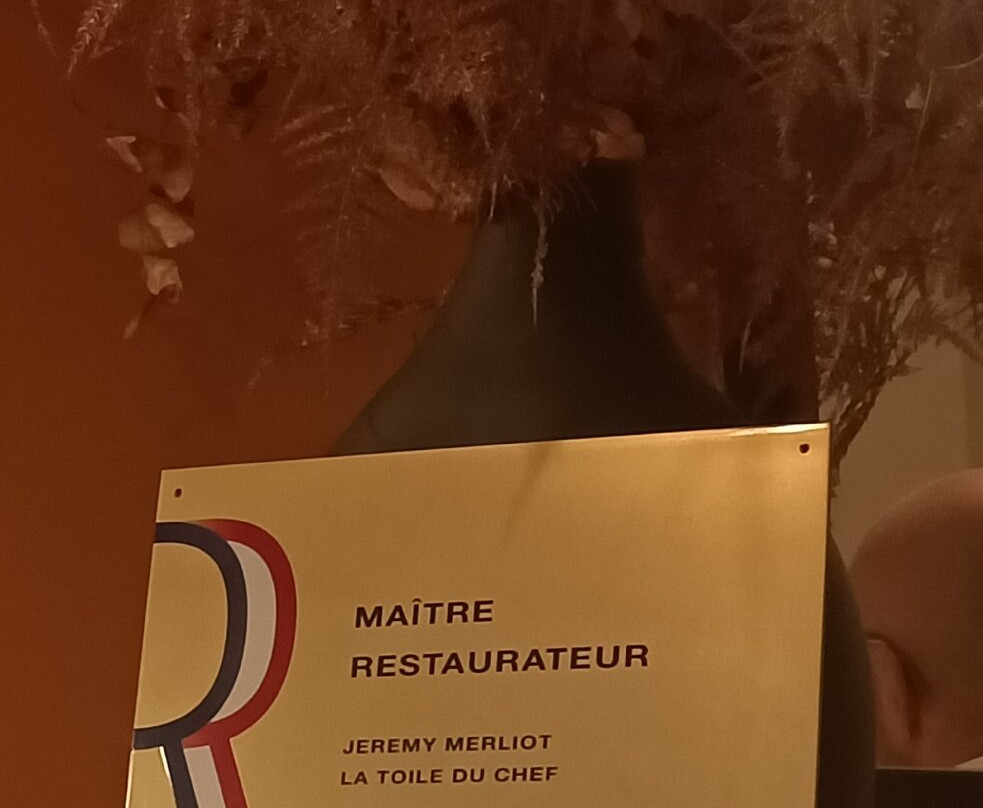 R
MAÎTRE
RESTAURATEUR
JEREMY MERLIOT
LA TOILE DU CHEF